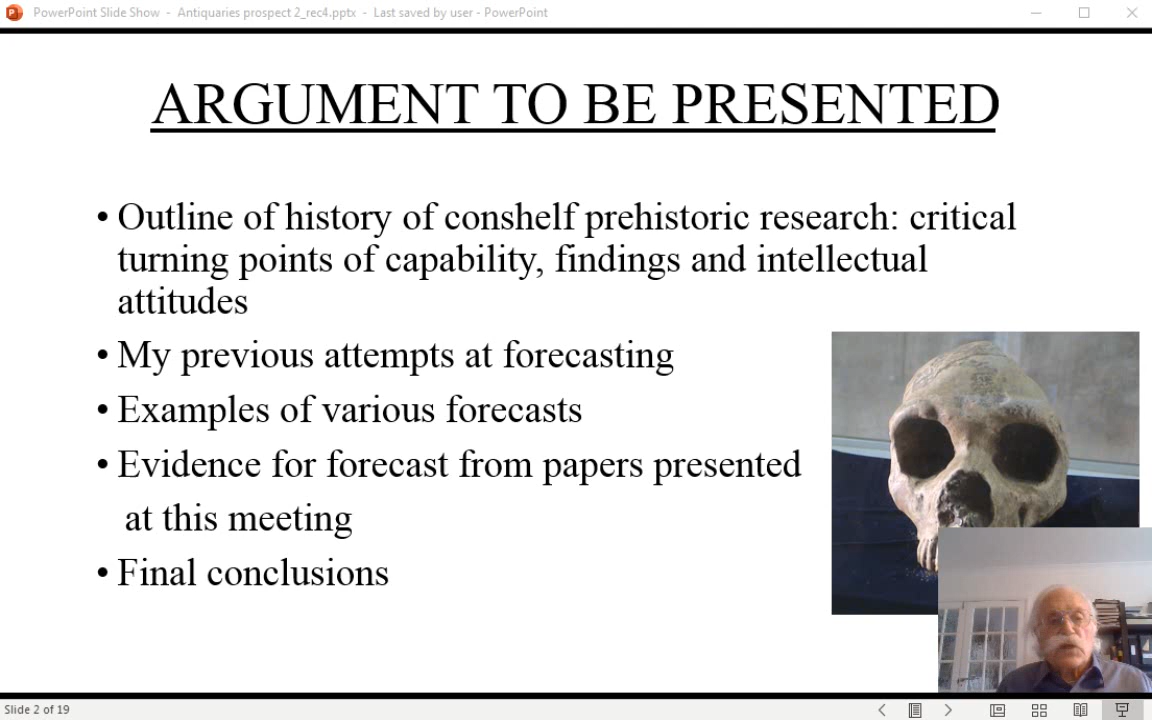 PowerPoint Slide Show - Antiquaries prospect 2_rec4.pptx - Last saved by user - PowerPoint
ARGUMENT TO BE PRESENTED
• Outline of history of conshelf prehistoric research: critical
turning points of capability, findings and intellectual
attitudes
• My previous attempts at forecasting
• Examples of various forecasts
• Evidence for forecast from papers presented
at this meeting
• Final conclusions
Slide 2 of 19